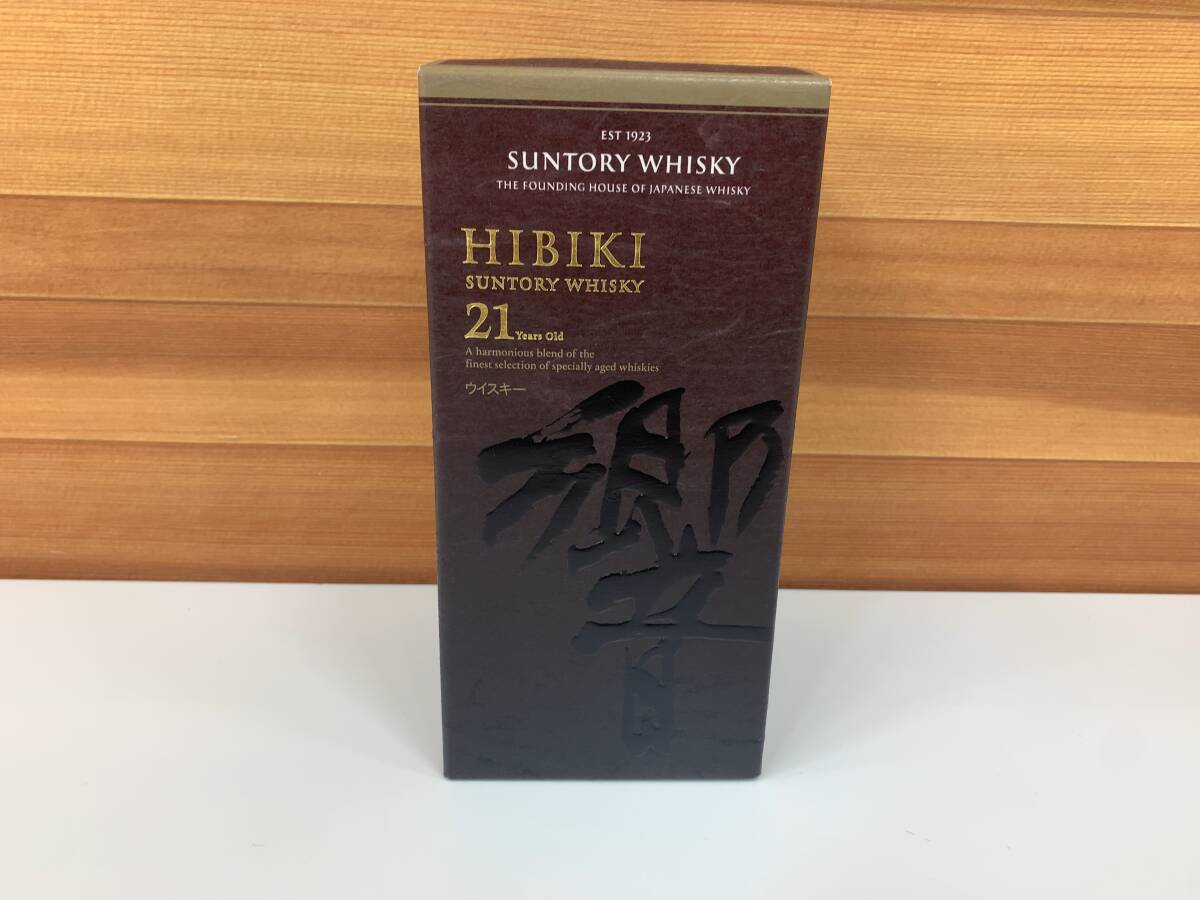 EST 1923
SUNTORY WHISKY
THE FOUNDING HOUSE OF JAPANESE WHISKY
HIBIKI
SUNTORY WHISKY
21 Years Old
A harmonious blend of the
finest selection of specially aged whiskies
ウイスキー
響